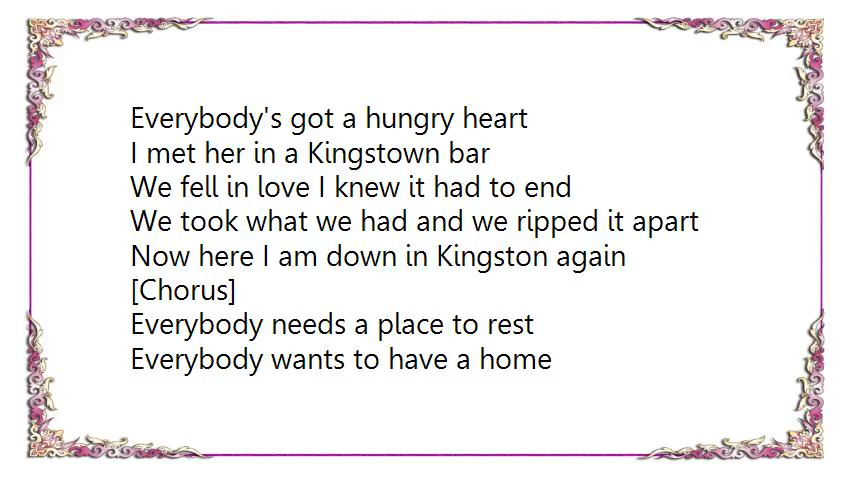 Everybody's got a hungry heart
I met her in a Kingstown bar
We fell in love I knew it had to end
We took what we had and we ripped it apart
Now here I am down in Kingston again
[Chorus]
Everybody needs a place to rest
Everybody wants to have a home